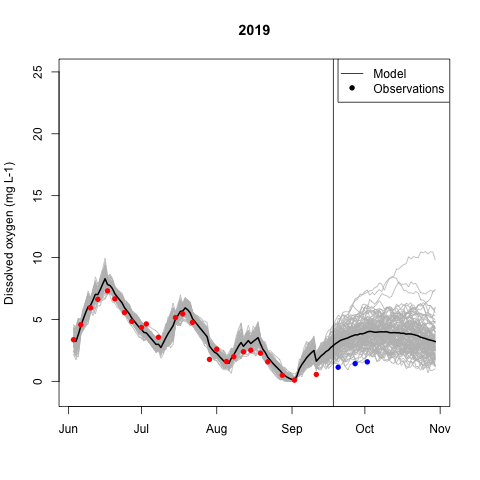 2019
Dissolved oxygen (mg L-1)
25
20
15
10
5
0
Model
Observations
Jun Jul Aug Sep Oct Nov